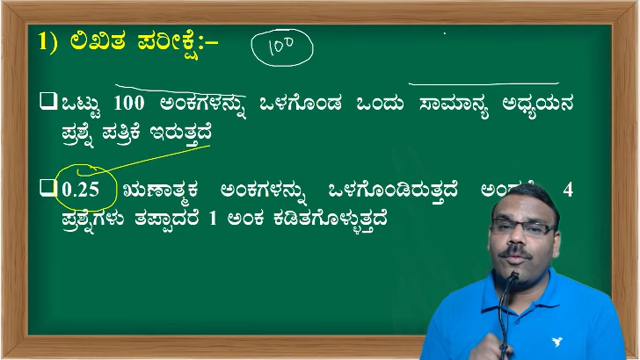 1) ಲಿಖಿತ ಪರೀಕ್ಷೆ:-
100
ಒಟ್ಟು 100 ಅಂಕಗಳನ್ನು ಒಳಗೊಂಡ ಒಂದು ಸಾಮಾನ್ಯ ಅಧ್ಯಯನ
ಪ್ರಶ್ನೆ ಪತ್ರಿಕೆ ಇರುತ್ತದೆ
0.25 ಋಣಾತ್ಮಕ ಅಂಕಗಳನ್ನು ಒಳಗೊಂಡಿರುತ್ತದೆ 4
ಪ್ರಶ್ನೆಗಳು ತಪ್ಪಾದರೆ 1 ಅಂಕ ಕಡಿತಗೊಳ್ಳುತ್ತದೆ